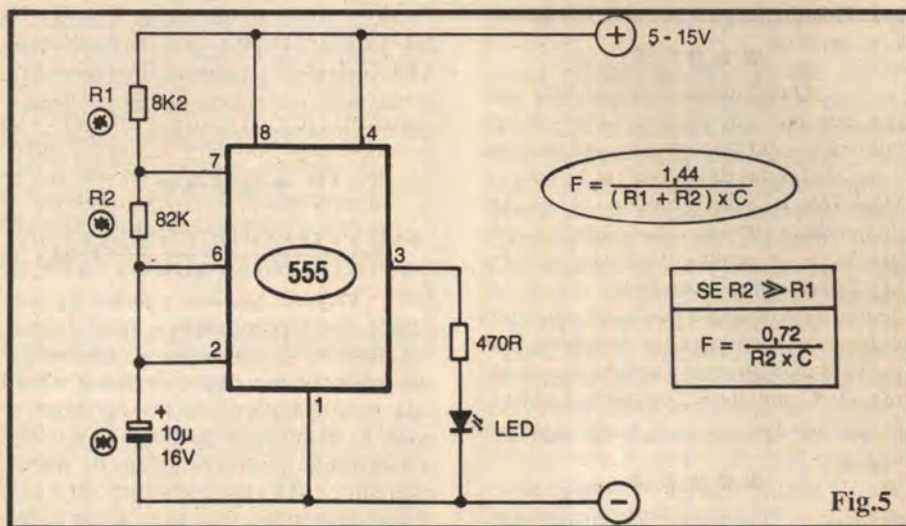 + 5 - 15V
R1 8K2
8 4
7
R2 82K
6
555
3
2
470R
1
+
10µ
16V
LED
-
F = 1,44 / (R1 + R2) x C
SE R2 ≫ R1
F = 0,72 / R2 x C
Fig.5